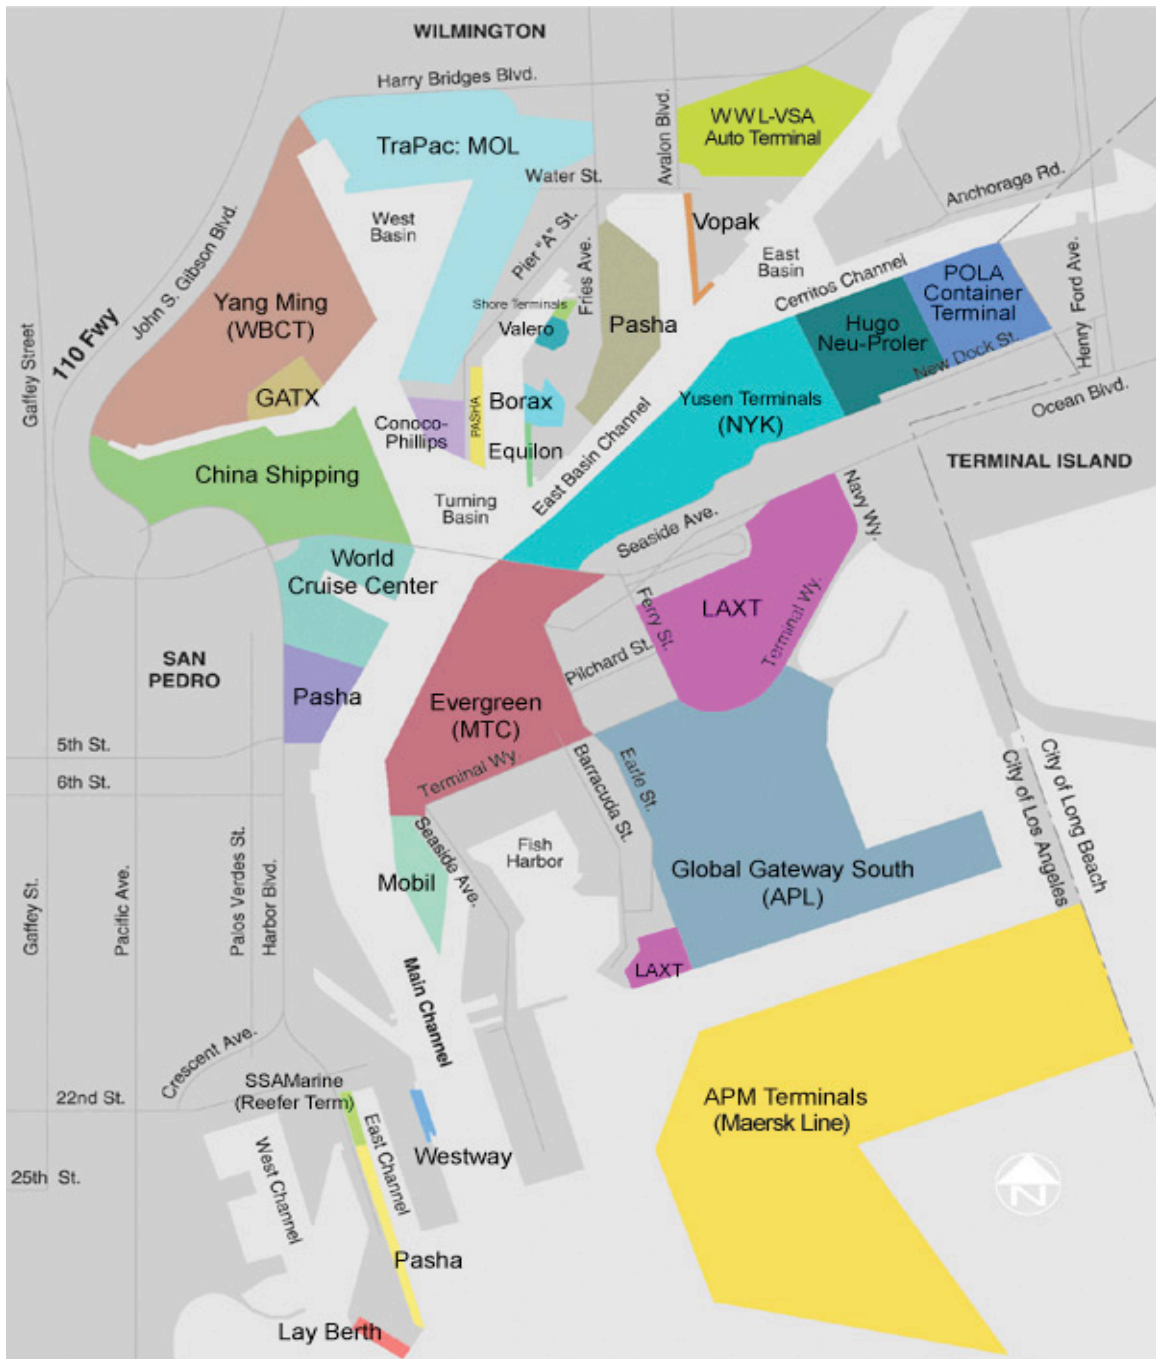 WILMINGTON
Harry Bridges Blvd.
TraPac: MOL
Avalon Blvd.
WWL-VSA
Auto Terminal
Water St.
Anchorage Rd.
John S. Gibson Blvd.
West
Basin
Pier "A" St.
Fries Ave.
Vopak
East
Basin
Cerritos Channel
POLA
Container
Terminal
Henry Ford Ave.
Yang Ming
(WBCT)
Shore Terminals
Valero
Pasha
Hugo
Neu-Proler
New Dock St.
110 Fwy
Gaffey Street
GATX
Conoco-
Phillips
PASHA
Borax
Equilon
East Basin Channel
Yusen Terminals
(NYK)
Ocean Blvd.
TERMINAL ISLAND
China Shipping
Turning
Basin
Seaside Ave.
Navy Wy.
World
Cruise Center
Ferry St.
LAXT
Terminal Wy.
SAN
PEDRO
Pilchard St.
Pasha
Evergreen
(MTC)
Terminal Wy.
5th St.
6th St.
Barracuda St.
Earle St.
City of Los Angeles
City of Long Beach
Gaffey St.
Pacific Ave.
Palos Verdes St.
Harbor Blvd.
Mobil
Seaside Ave.
Fish
Harbor
Global Gateway South
(APL)
LAXT
Main Channel
Crescent Ave.
SSAMarine
(Reefer Term)
22nd St.
25th St.
West Channel
East Channel
Westway
APM Terminals
(Maersk Line)
N
Pasha
Lay Berth